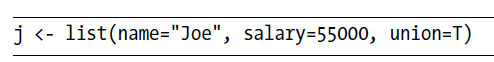 j <- list(name="Joe", salary=55000, union=T)